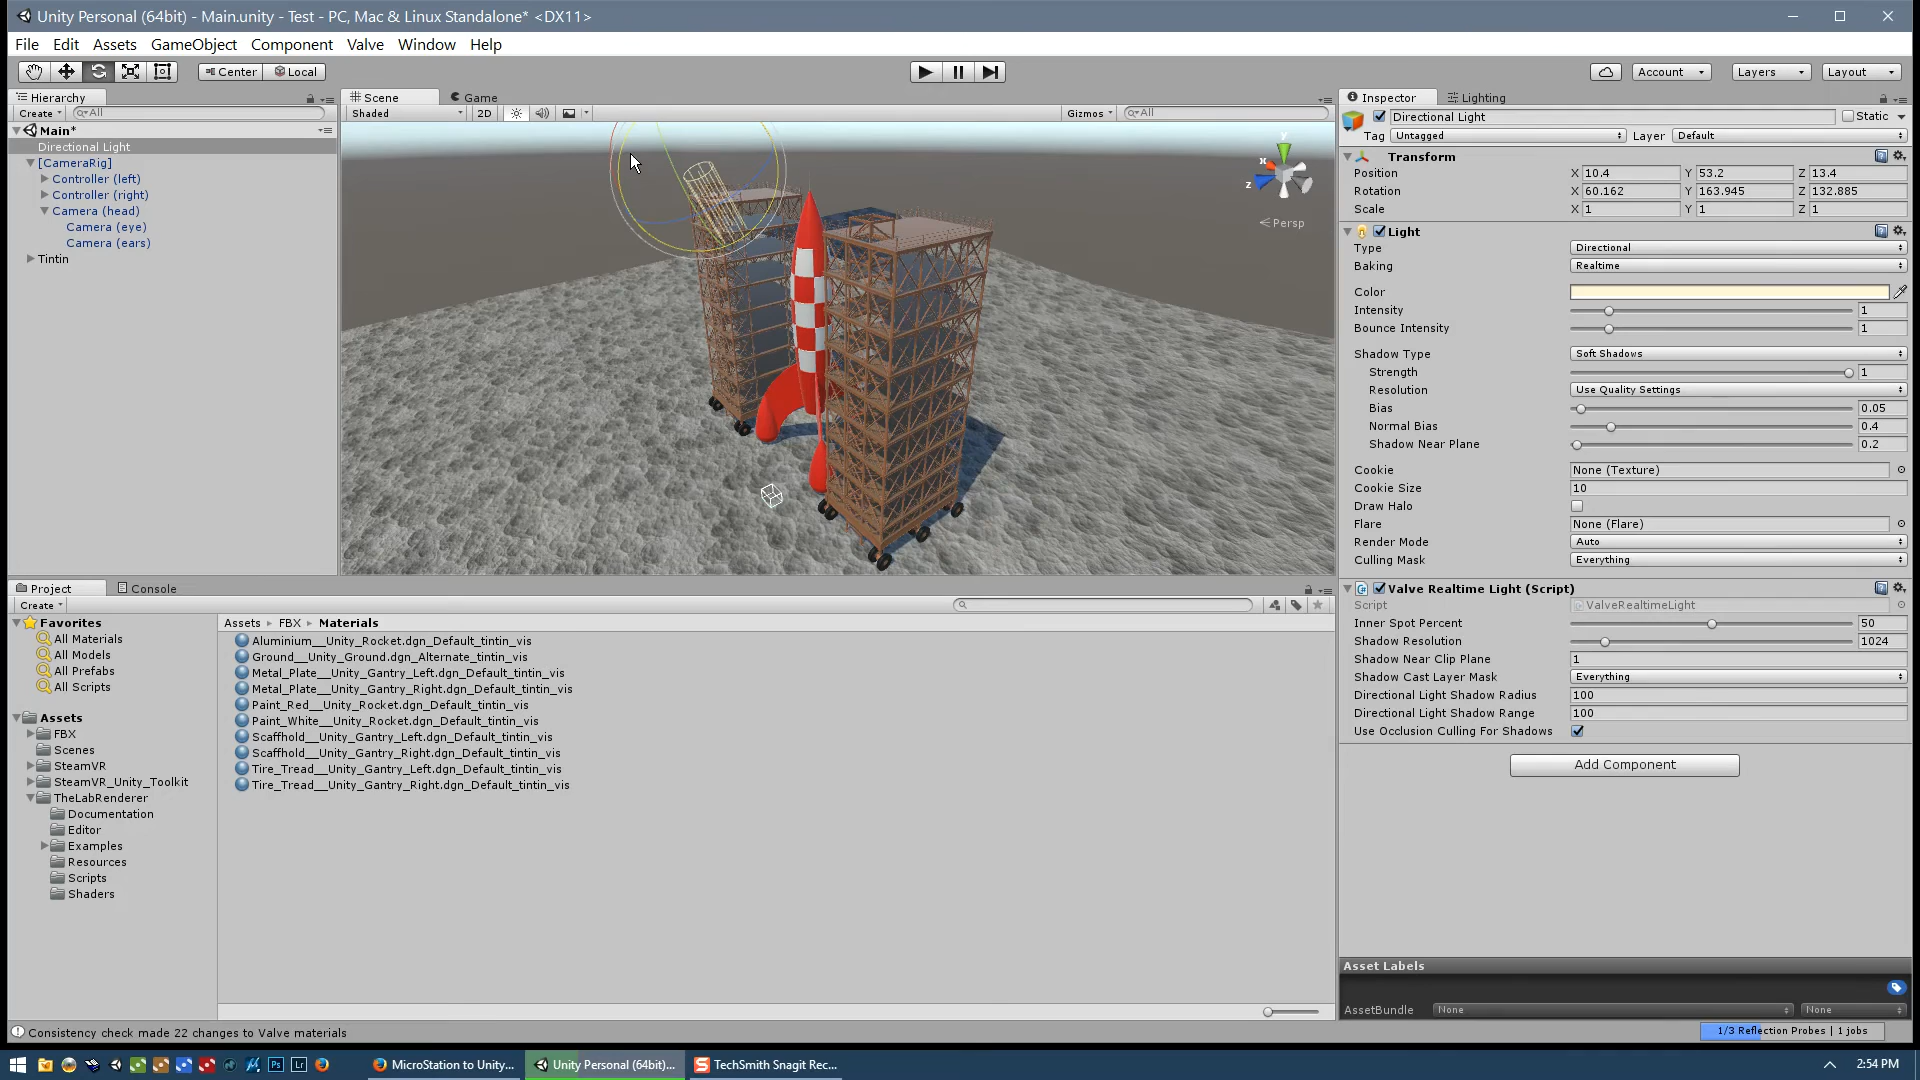 Unity Personal (64bit) - Main.unity - Test - PC, Mac & Linux Standalone* <DX11>
File Edit Assets GameObject Component Valve Window Help
Center Local Account Layers Layout
Hierarchy
Create All
Main*
Directional Light
[CameraRig]
Controller (left)
Controller (right)
Camera (head)
Camera (eye)
Camera (ears)
Tintin
Scene Game
Shaded 2D Gizmos All
y
x
z
Persp
Inspector Lighting
Directional Light Static
Tag Untagged Layer Default
Transform
Position X 10.4 Y 53.2 Z 13.4
Rotation X 60.162 Y 163.945 Z 132.885
Scale X 1 Y 1 Z 1
Light
Type Directional
Baking Realtime
Color
Intensity 1
Bounce Intensity 1
Shadow Type Soft Shadows
Strength 1
Resolution Use Quality Settings
Bias 0.05
Normal Bias 0.4
Shadow Near Plane 0.2
Cookie None (Texture)
Cookie Size 10
Draw Halo
Flare None (Flare)
Render Mode Auto
Culling Mask Everything
Valve Realtime Light (Script)
Script ValveRealtimeLight
Inner Spot Percent 50
Shadow Resolution 1024
Shadow Near Clip Plane 1
Shadow Cast Layer Mask Everything
Directional Light Shadow Radius 100
Directional Light Shadow Range 100
Use Occlusion Culling For Shadows
Add Component
Asset Labels
AssetBundle None None
Project Console
Create
Favorites
All Materials
All Models
All Prefabs
All Scripts
Assets
FBX
Scenes
SteamVR
SteamVR_Unity_Toolkit
TheLabRenderer
Documentation
Editor
Examples
Resources
Scripts
Shaders
Assets FBX Materials
Aluminium__Unity_Rocket.dgn_Default_tintin_vis
Ground__Unity_Ground.dgn_Alternate_tintin_vis
Metal_Plate__Unity_Gantry_Left.dgn_Default_tintin_vis
Metal_Plate__Unity_Gantry_Right.dgn_Default_tintin_vis
Paint_Red__Unity_Rocket.dgn_Default_tintin_vis
Paint_White__Unity_Rocket.dgn_Default_tintin_vis
Scaffhold__Unity_Gantry_Left.dgn_Default_tintin_vis
Scaffhold__Unity_Gantry_Right.dgn_Default_tintin_vis
Tire_Tread__Unity_Gantry_Left.dgn_Default_tintin_vis
Tire_Tread__Unity_Gantry_Right.dgn_Default_tintin_vis
Consistency check made 22 changes to Valve materials
1/3 Reflection Probes | 1 jobs
Ps Lr MicroStation to Unity... Unity Personal (64bit)... S TechSmith Snagit Rec... 2:54 PM